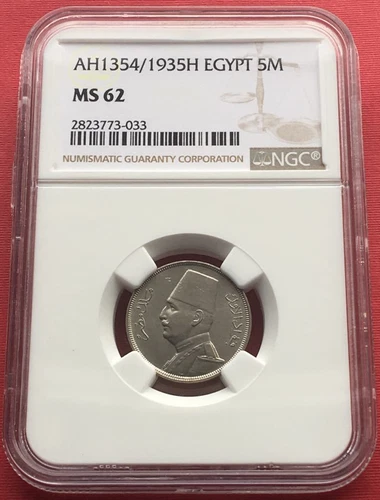 AH1354/1935H EGYPT 5M
MS 62
2823773-033
NUMISMATIC GUARANTY CORPORATION
NGC®